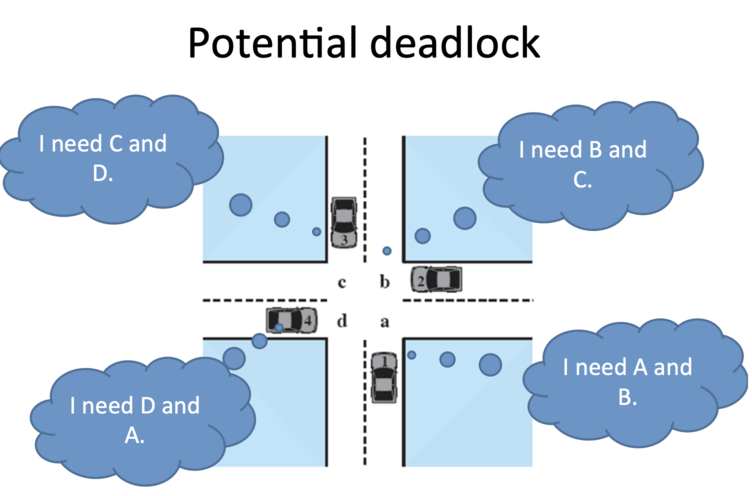 Potential deadlock
I need C and
D.
I need B and
C.
3
c
b
2
4
d
a
1
I need D and
A.
I need A and
B.